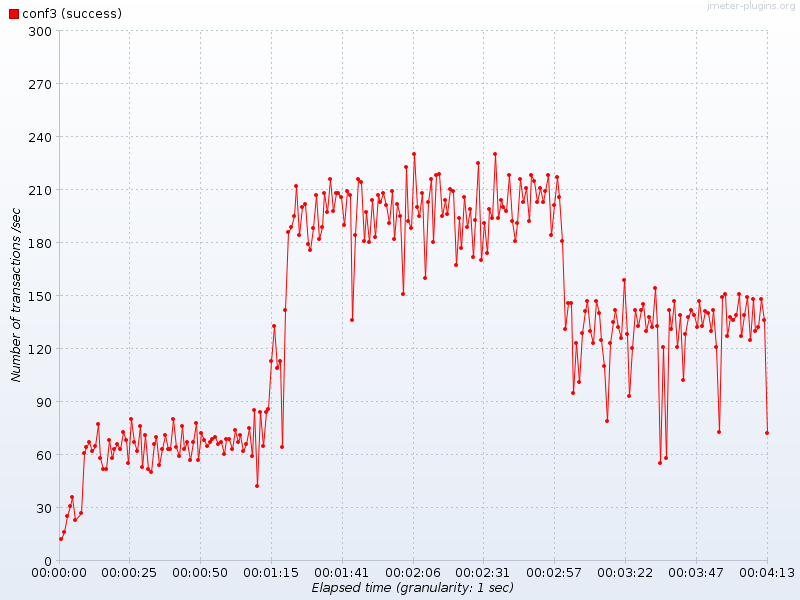 jmeter-plugins.org
conf3 (success)
300
270
240
210
180
150
120
90
60
30
0
Number of transactions /sec
00:00:00 00:00:25 00:00:50 00:01:15 00:01:41 00:02:06 00:02:31 00:02:57 00:03:22 00:03:47 00:04:13
Elapsed time (granularity: 1 sec)